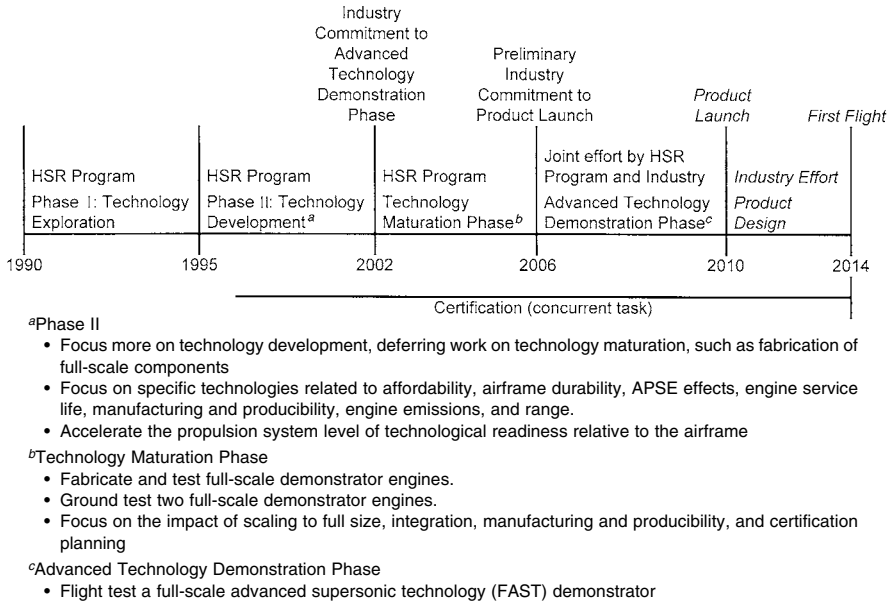 Industry
Commitment to
Advanced
Technology
Demonstration
Phase
Preliminary
Industry
Commitment to
Product Launch
Product
Launch
First Flight
HSR Program
Phase I: Technology
Exploration
HSR Program
Phase II: Technology
Developmentᵃ
HSR Program
Technology
Maturation Phaseᵇ
Joint effort by HSR
Program and Industry
Advanced Technology
Demonstration Phaseᶜ
Industry Effort
Product
Design
1990
1995
2002
2006
2010
2014
Certification (concurrent task)
ᵃPhase II
• Focus more on technology development, deferring work on technology maturation, such as fabrication of
full-scale components
• Focus on specific technologies related to affordability, airframe durability, APSE effects, engine service
life, manufacturing and producibility, engine emissions, and range.
• Accelerate the propulsion system level of technological readiness relative to the airframe
ᵇTechnology Maturation Phase
• Fabricate and test full-scale demonstrator engines.
• Ground test two full-scale demonstrator engines.
• Focus on the impact of scaling to full size, integration, manufacturing and producibility, and certification
planning
ᶜAdvanced Technology Demonstration Phase
• Flight test a full-scale advanced supersonic technology (FAST) demonstrator